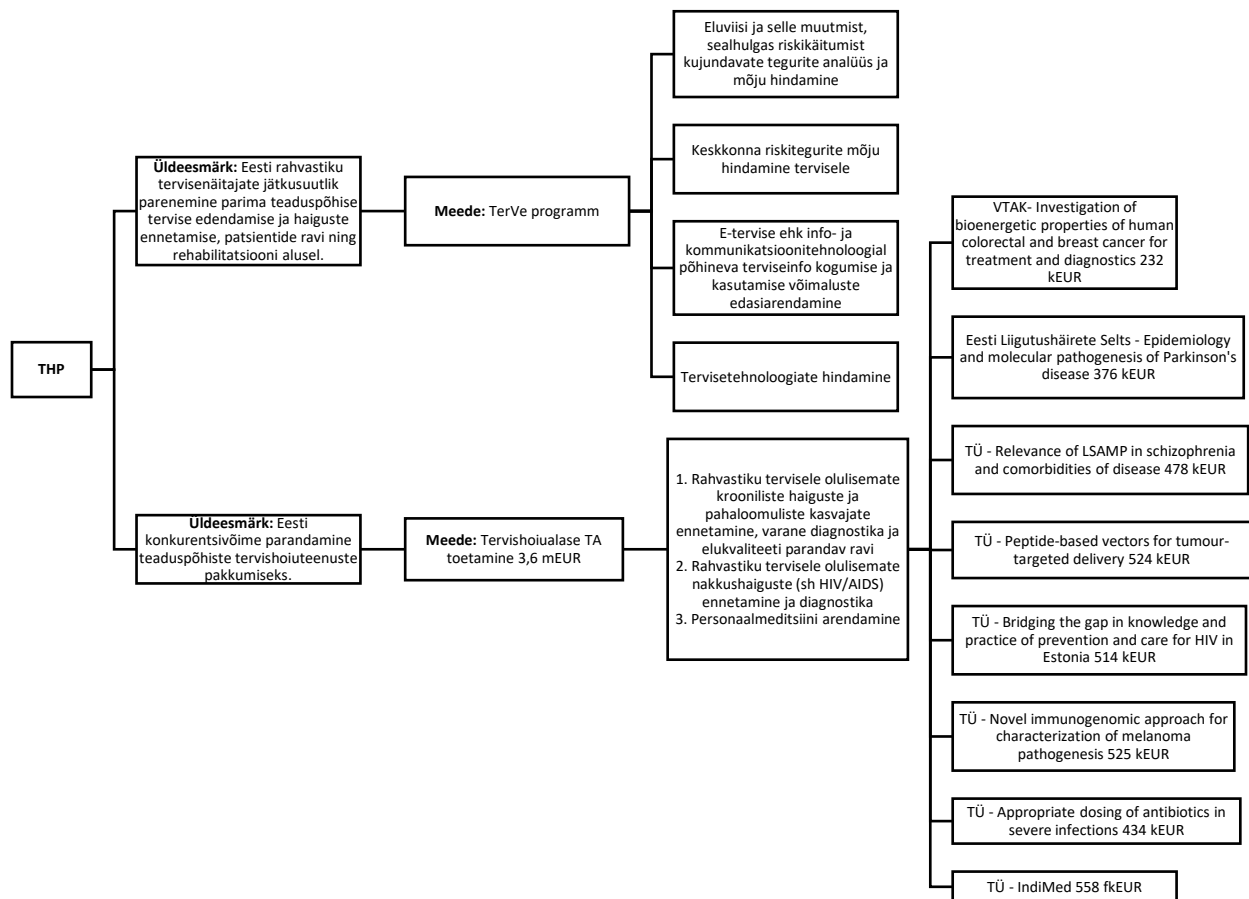 THP
Üldeesmärk: Eesti rahvastiku
tervisenäitajate jätkusuutlik
parenemine parima teaduspõhise
tervise edendamise ja haiguste
ennetamise, patsientide ravi ning
rehabilitatsiooni alusel.
Meede: TerVe programm
Eluviisi ja selle muutmist,
sealhulgas riskikäitumist
kujundavate tegurite analüüs ja
mõju hindamine
Keskkonna riskitegurite mõju
hindamine tervisele
E-tervise ehk info- ja
kommunikatsioonitehnoloogial
põhineva terviseinfo kogumise ja
kasutamise võimaluste
edasiarendamine
Tervisetehnoloogiate hindamine
Üldeesmärk: Eesti
konkurentsivõime parandamine
teaduspõhiste tervishoiuteenuste
pakkumiseks.
Meede: Tervishoiualase TA
toetamine 3,6 mEUR
1. Rahvastiku tervisele olulisemate
krooniliste haiguste ja
pahaloomuliste kasvajate
ennetamine, varane diagnostika ja
elukvaliteeti parandav ravi
2. Rahvastiku tervisele olulisemate
nakkushaiguste (sh HIV/AIDS)
ennetamine ja diagnostika
3. Personaalmeditsiini arendamine
VTAK- Investigation of
bioenergetic properties of human
colorectal and breast cancer for
treatment and diagnostics 232
kEUR
Eesti Liigutushäirete Selts - Epidemiology
and molecular pathogenesis of Parkinson's
disease 376 kEUR
TÜ - Relevance of LSAMP in schizophrenia
and comorbidities of disease 478 kEUR
TÜ - Peptide-based vectors for tumour-
targeted delivery 524 kEUR
TÜ - Bridging the gap in knowledge and
practice of prevention and care for HIV in
Estonia 514 kEUR
TÜ - Novel immunogenomic approach for
characterization of melanoma
pathogenesis 525 kEUR
TÜ - Appropriate dosing of antibiotics in
severe infections 434 kEUR
TÜ - IndiMed 558 fkEUR